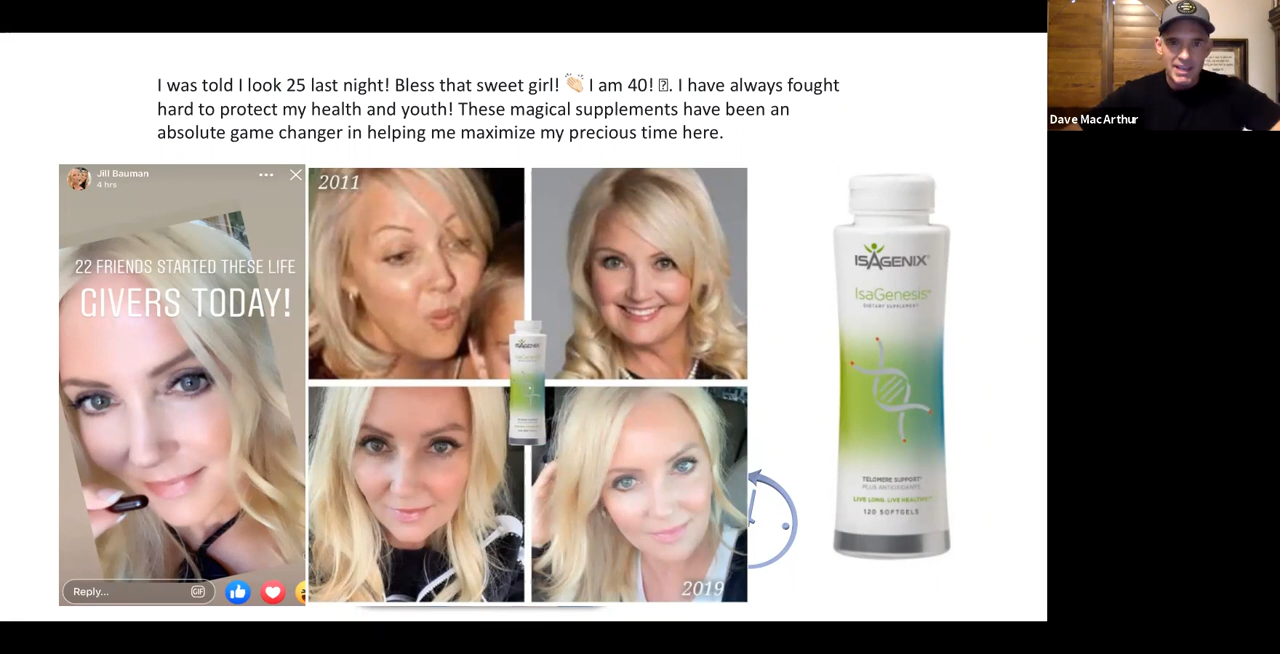 I was told I look 25 last night! Bless that sweet girl! 👏🏻 I am 40! . I have always fought
hard to protect my health and youth! These magical supplements have been an
absolute game changer in helping me maximize my precious time here.
Dave MacArthur
Jill Bauman
4 hrs
22 FRIENDS STARTED THESE LIFE
GIVERS TODAY!
Reply...
GIF
2011
2019
ISAGENIX
ISAGENIX
IsaGenesis
DIETARY SUPPLEMENT
TELOMERE SUPPORT
PLUS ANTIOXIDANTS
LIVE LONG. LIVE HEALTHY.
120 SOFTGELS